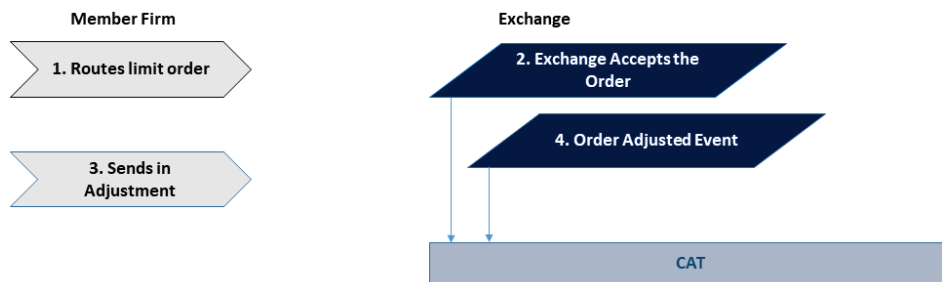 Member Firm
Exchange
1. Routes limit order
2. Exchange Accepts the
Order
4. Order Adjusted Event
3. Sends in
Adjustment
CAT